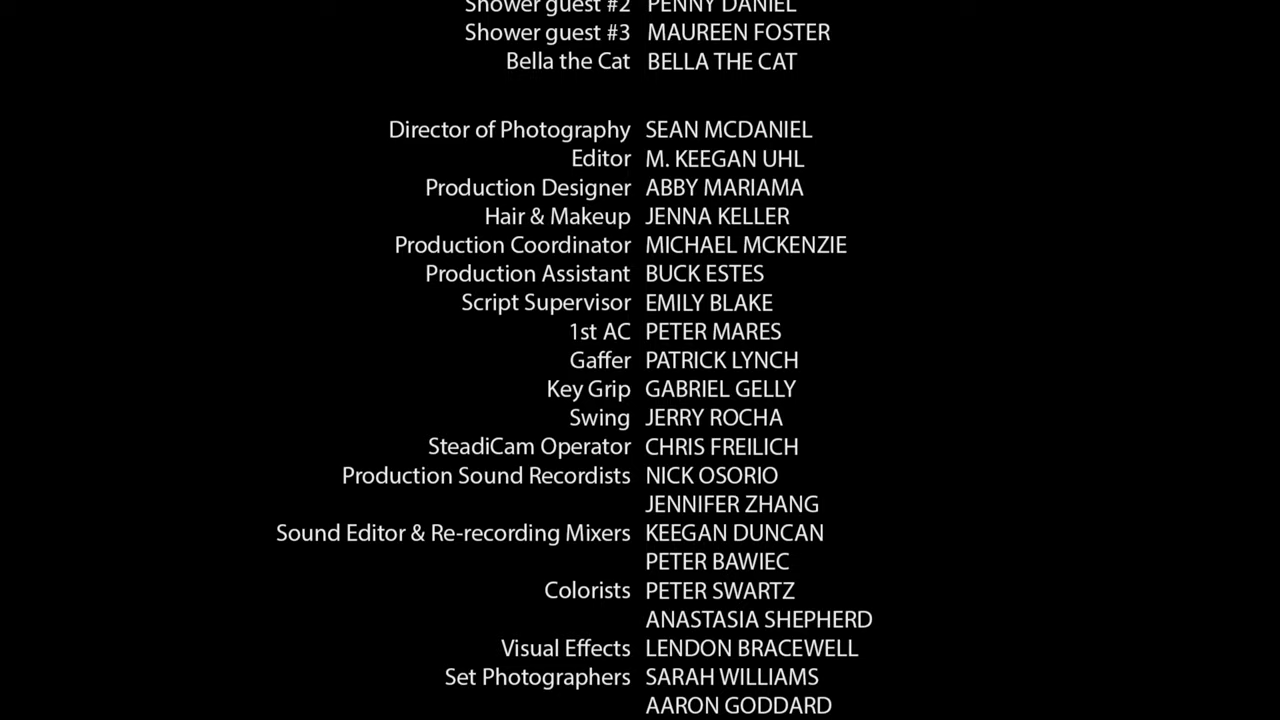 Shower guest #2 PENNY DANIEL
Shower guest #3 MAUREEN FOSTER
Bella the Cat BELLA THE CAT
Director of Photography SEAN MCDANIEL
Editor M. KEEGAN UHL
Production Designer ABBY MARIAMA
Hair & Makeup JENNA KELLER
Production Coordinator MICHAEL MCKENZIE
Production Assistant BUCK ESTES
Script Supervisor EMILY BLAKE
1st AC PETER MARES
Gaffer PATRICK LYNCH
Key Grip GABRIEL GELLY
Swing JERRY ROCHA
SteadiCam Operator CHRIS FREILICH
Production Sound Recordists NICK OSORIO
JENNIFER ZHANG
Sound Editor & Re-recording Mixers KEEGAN DUNCAN
PETER BAWIEC
Colorists PETER SWARTZ
ANASTASIA SHEPHERD
Visual Effects LENDON BRACEWELL
Set Photographers SARAH WILLIAMS
AARON GODDARD